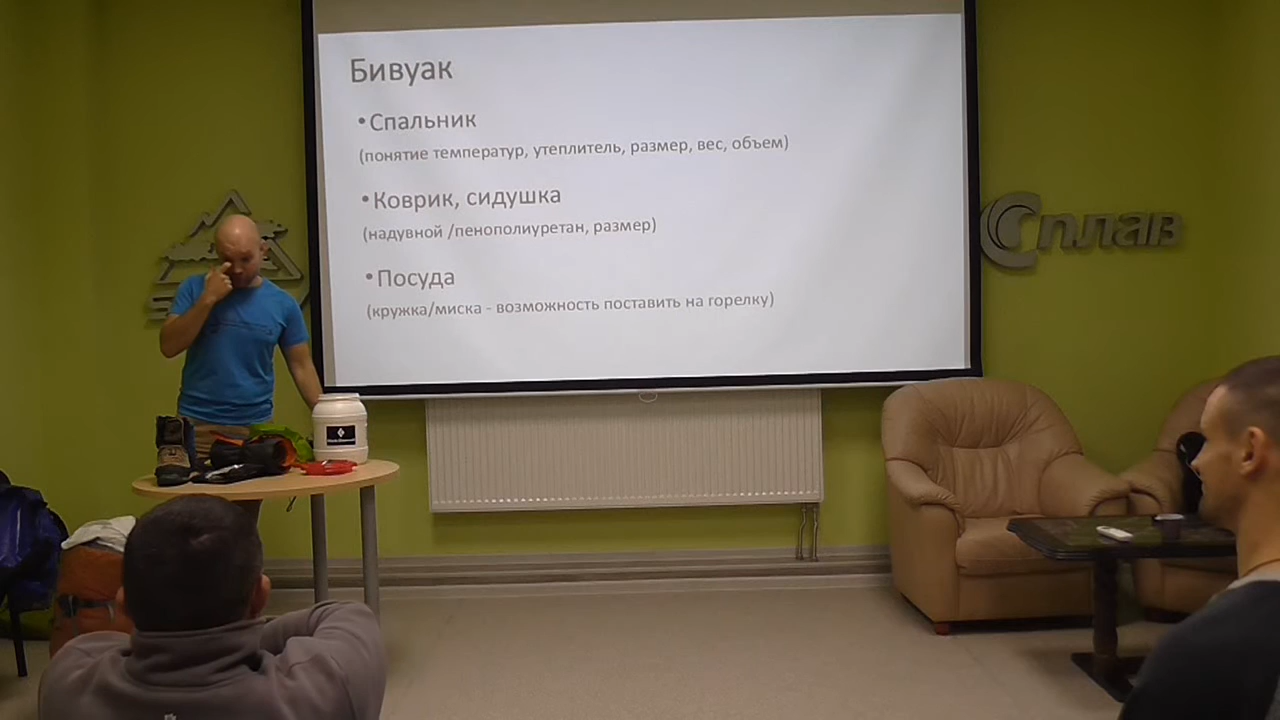 Бивуак
•Спальник
(понятие температур, утеплитель, размер, вес, объем)
•Коврик, сидушка
(надувной /пенополиуретан, размер)
•Посуда
(кружка/миска - возможность поставить на горелку)
Сплав